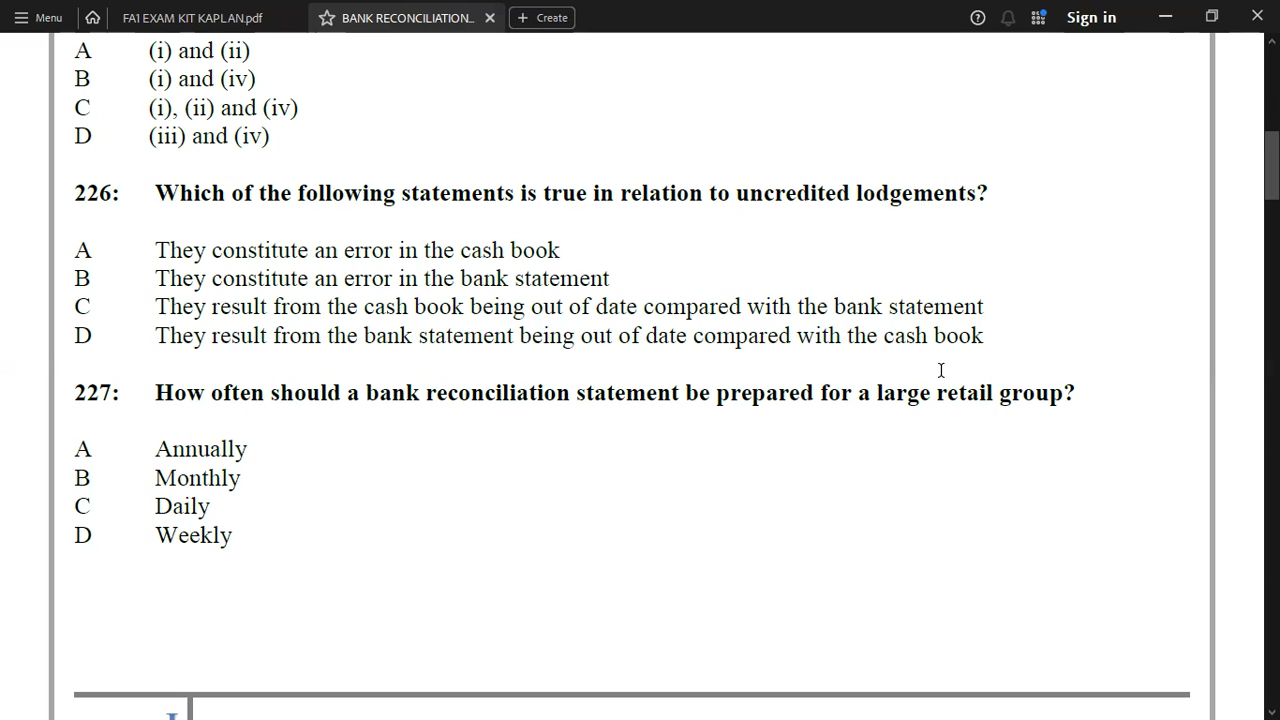 Menu
FA1 EXAM KIT KAPLAN.pdf
BANK RECONCILIATION...
Create
Sign in
A (i) and (ii)
B (i) and (iv)
C (i), (ii) and (iv)
D (iii) and (iv)
226: Which of the following statements is true in relation to uncredited lodgements?
A They constitute an error in the cash book
B They constitute an error in the bank statement
C They result from the cash book being out of date compared with the bank statement
D They result from the bank statement being out of date compared with the cash book
227: How often should a bank reconciliation statement be prepared for a large retail group?
A Annually
B Monthly
C Daily
D Weekly